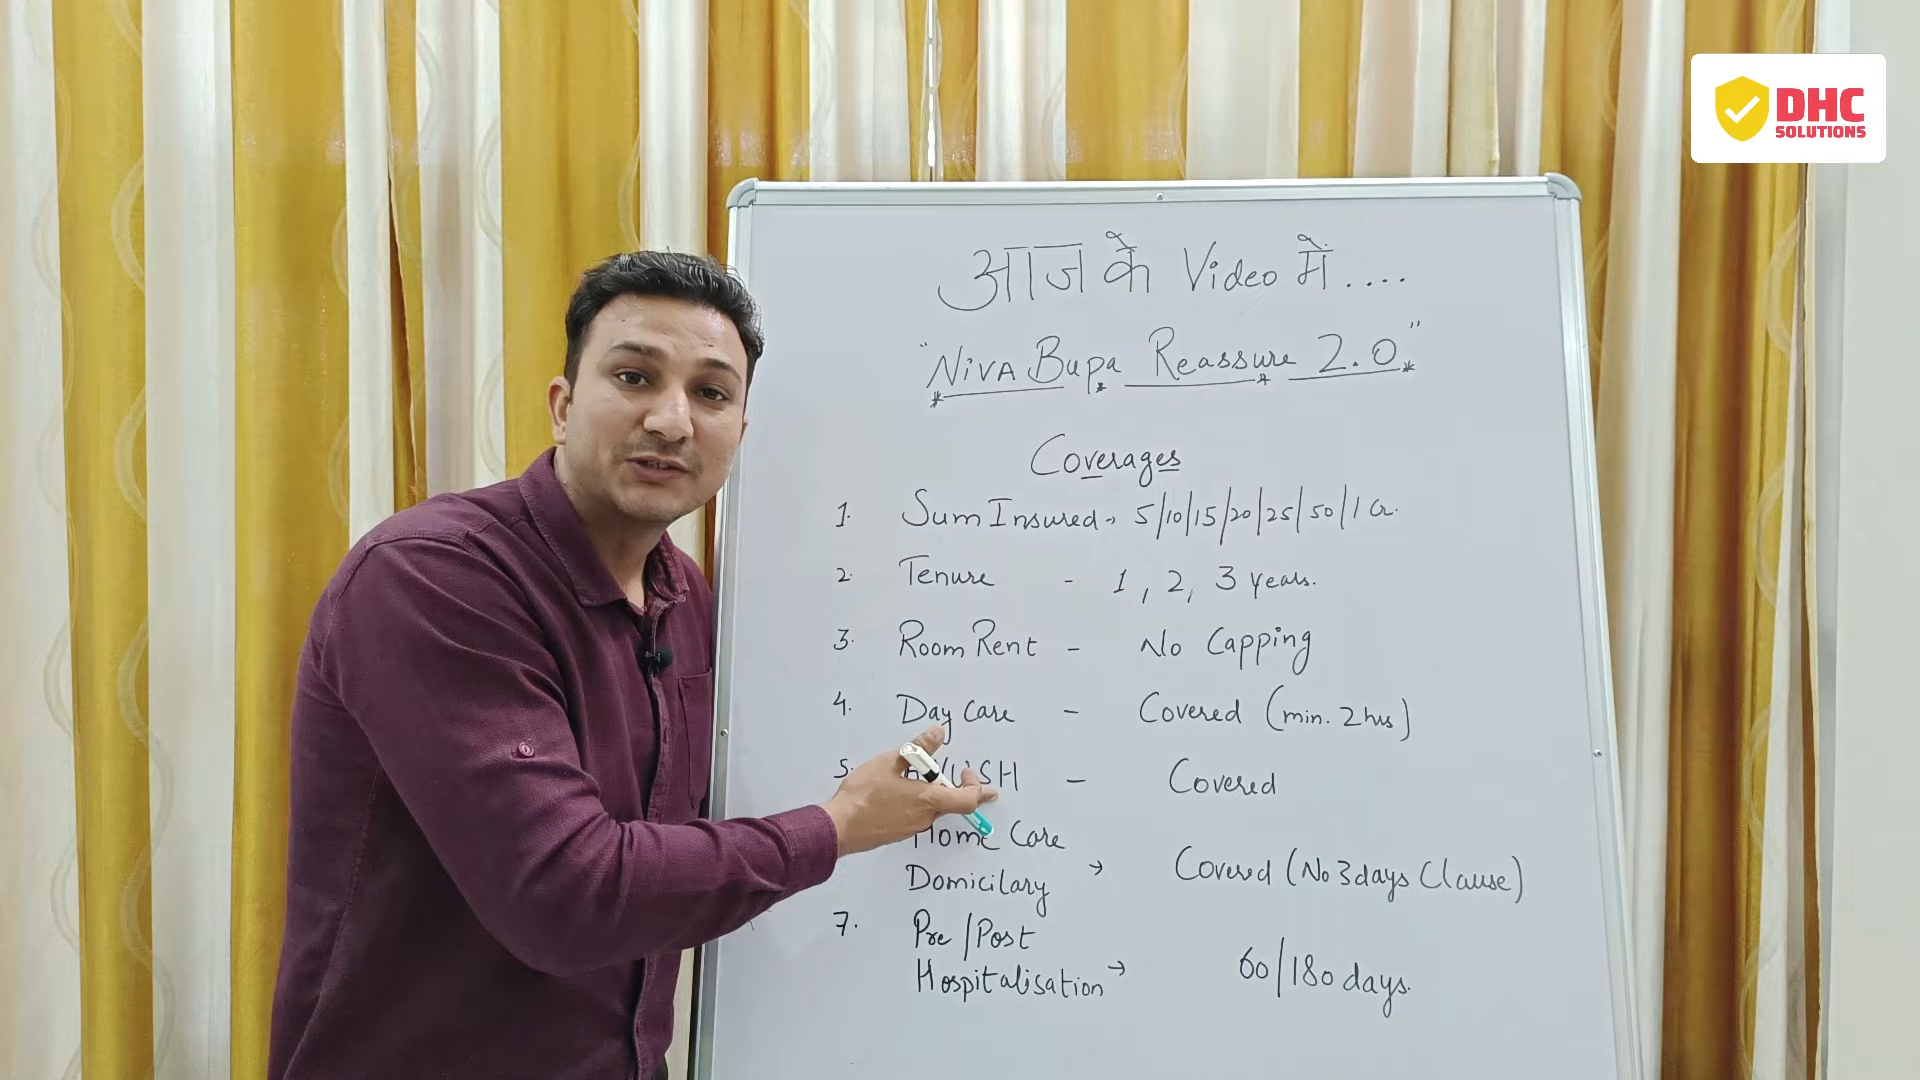 DHC
SOLUTIONS
आज के Video में....
"NIVA Bupa Reassure 2.0"
Coverages
1. Sum Insured → 5/10/15/20/25/50/1 Cr.
2. Tenure - 1, 2, 3 years.
3. Room Rent - No Capping
4. Day Care - Covered (min. 2 hrs)
5. AYUSH - Covered
Home Care
Domicilary → Covered (No 3 days Clause)
7. Pre/Post
Hospitalisation → 60/180 days.